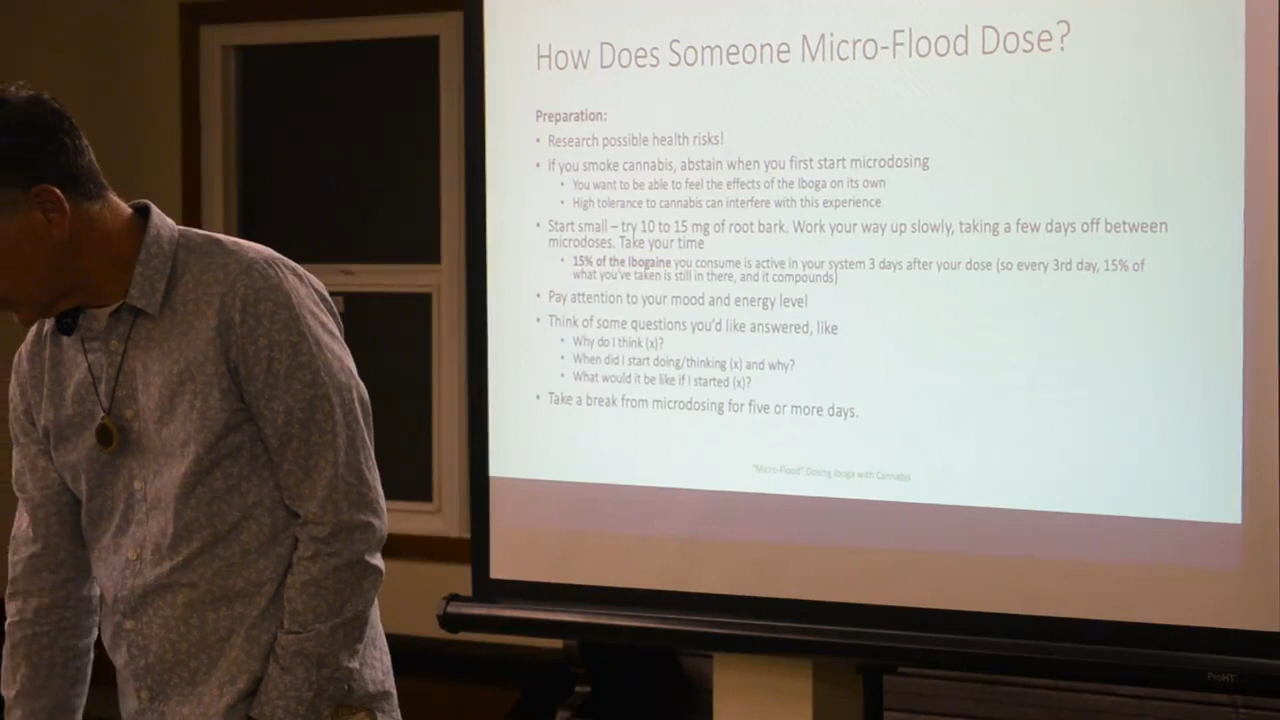 How Does Someone Micro-Flood Dose?
Preparation:
• Research possible health risks!
• If you smoke cannabis, abstain when you first start microdosing
• You want to be able to feel the effects of the Iboga on its own
• High tolerance to cannabis can interfere with this experience
• Start small – try 10 to 15 mg of root bark. Work your way up slowly, taking a few days off between
microdoses. Take your time
• 15% of the Ibogaine you consume is active in your system 3 days after your dose (so every 3rd day, 15% of
what you've taken is still in there, and it compounds)
• Pay attention to your mood and energy level
• Think of some questions you'd like answered, like
• Why do I think (x)?
• When did I start doing/thinking (x) and why?
• What would it be like if I started (x)?
• Take a break from microdosing for five or more days.
"Micro-Flood" Dosing Iboga with Cannabis
ProHT